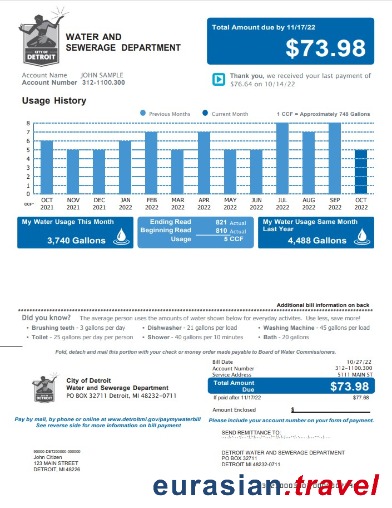 WATER AND
SEWERAGE DEPARTMENT
CITY OF
DETROIT
Total Amount due by 11/17/22
$73.98
Account Name JOHN SAMPLE
Account Number 312-1100.300
Thank you, we received your last payment of
$76.64 on 10/14/22
Usage History
Previous Months Current Month 1 CCF = Approximately 748 Gallons
8
7
6
5
4
3
2
1
0
CCF
OCT NOV DEC JAN FEB MAR APR MAY JUN JUL AUG SEP OCT
2021 2021 2021 2022 2022 2022 2022 2022 2022 2022 2022 2022 2022
My Water Usage This Month
3,740 Gallons
Ending Read 821 Actual
Beginning Read 810 Actual
Usage 5 CCF
My Water Usage Same Month
Last Year
4,488 Gallons
Additional bill information on back
Did you know? The average person uses the amounts of water shown below for everyday activities. Use less, save more!
• Brushing teeth - 3 gallons per day • Dishwasher - 21 gallons per load • Washing Machine - 45 gallons per load
• Toilet - 25 gallons per day per person • Shower - 40 gallons per 10 minutes • Bath - 20 gallons
Fold, detach and mail this portion with your check or money order made payable to Board of Water Commissioners.
City of Detroit
Water and Sewerage Department
PO BOX 32711 Detroit, MI 48232-0711
Bill Date 10/27/22
Account Number 312-1100.300
Service Address 5111 MAIN ST
Total Amount
Due
$73.98
If paid after 11/17/22 $77.68
Amount Enclosed $
Pay by mail, by phone or online at www.detroitmi.gov/paymywaterbill
See reverse side for more information on bill payment
Please include your account number on your form of payment.
SEND REMITTANCE TO:
John Citizen
123 MAIN STREET
DETROIT, MI 48226
DETROIT WATER AND SEWERAGE DEPARTMENT
PO BOX 32711
DETROIT MI 48232-0711
eurasian.travel